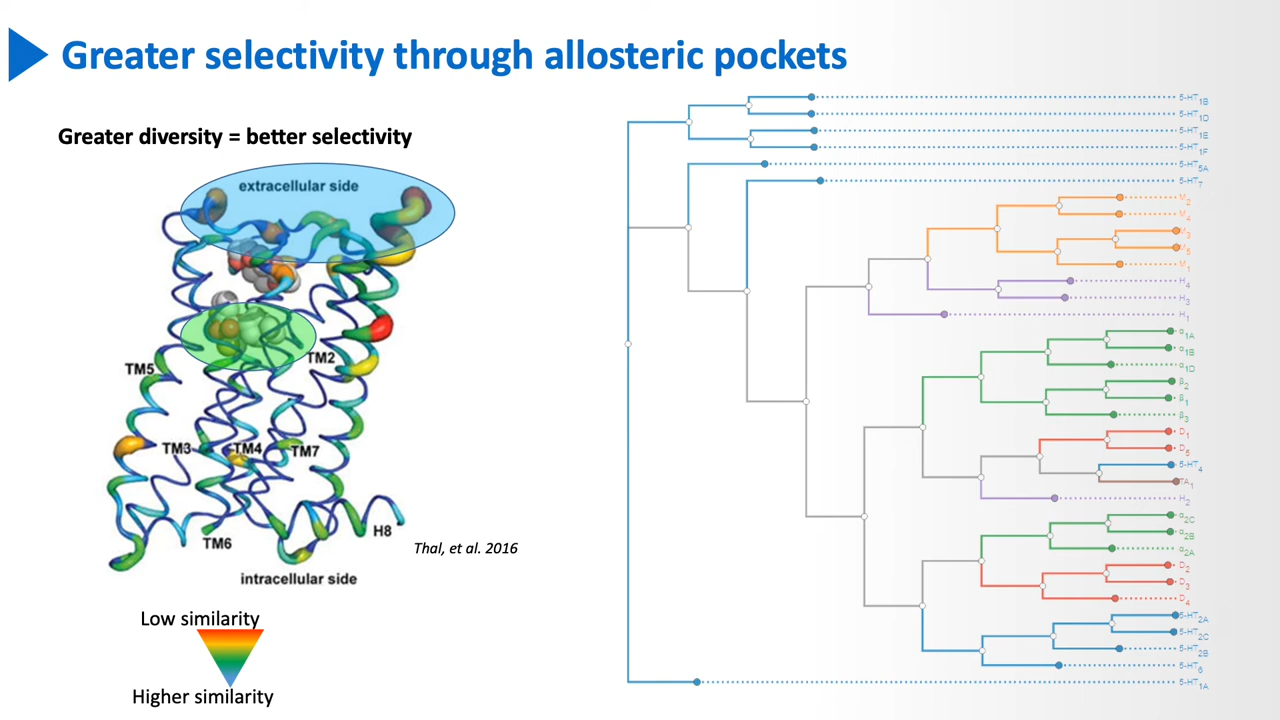 Greater selectivity through allosteric pockets
Greater diversity = better selectivity
extracellular side
TM2
TM5
TM3
TM4
TM7
TM6
H8
intracellular side
Thal, et al. 2016
Low similarity
Higher similarity
5-HT1B
5-HT1D
5-HT1E
5-HT1F
5-HT5A
5-HT7
M2
M4
M3
M5
M1
H4
H3
H1
α1A
α1B
α1D
β2
β1
β3
D1
D5
5-HT4
TA1
H2
α2C
α2B
α2A
D2
D3
D4
5-HT2A
5-HT2C
5-HT2B
5-HT6
5-HT1A